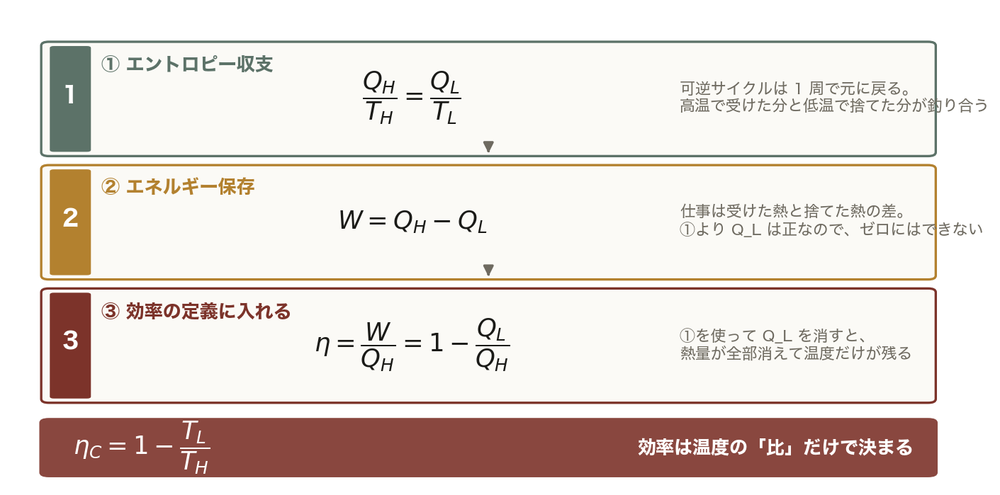 1
① エントロピー収支
Q_H/T_H = Q_L/T_L
可逆サイクルは 1 周で元に戻る。
高温で受けた分と低温で捨てた分が釣り合う
2
② エネルギー保存
W = Q_H − Q_L
仕事は受けた熱と捨てた熱の差。
①より Q_L は正なので、ゼロにはできない
3
③ 効率の定義に入れる
η = W/Q_H = 1 − Q_L/Q_H
①を使って Q_L を消すと、
熱量が全部消えて温度だけが残る
η_C = 1 − T_L/T_H
効率は温度の「比」だけで決まる